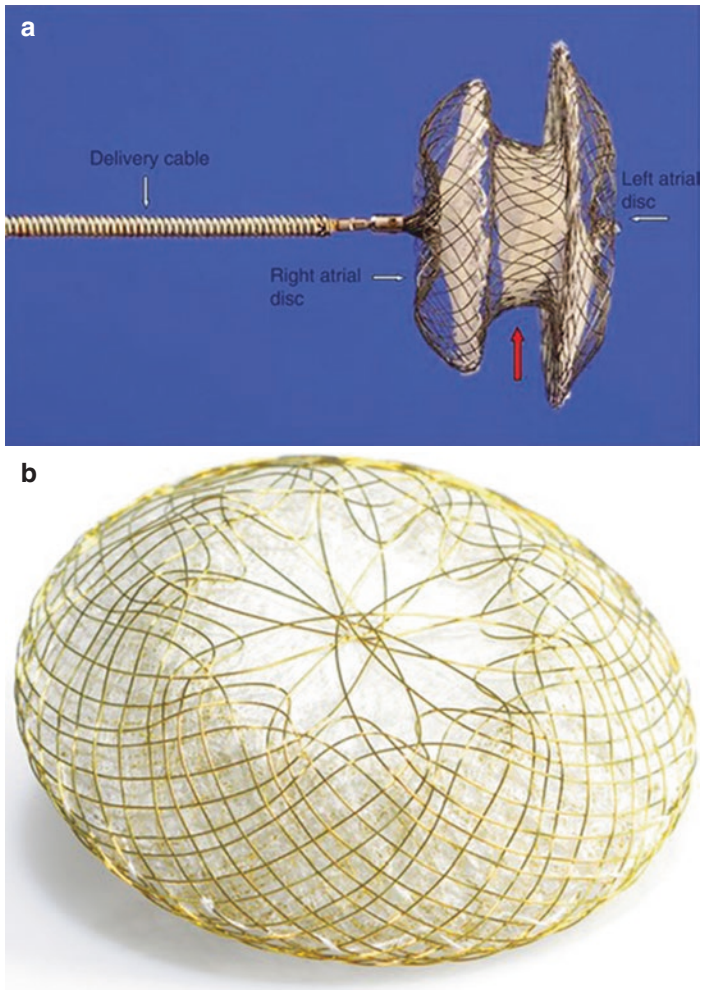 a
Delivery cable
Left atrial
disc
Right atrial
disc
b